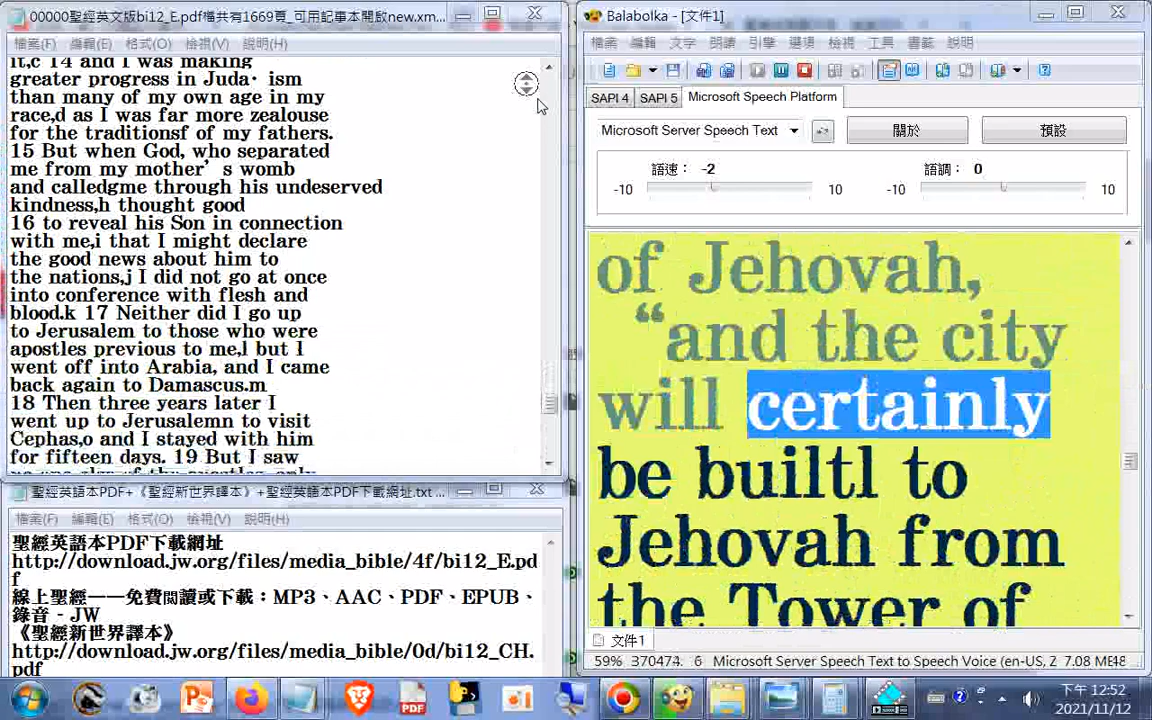 00000聖經英文版bi12_E.pdf檔共有1669頁_可用記事本開啟new.xm...
檔案(F) 編輯(E) 格式(O) 檢視(V) 說明(H)
it,c 14 and I was making
greater progress in Juda· ism
than many of my own age in my
race,d as I was far more zealouse
for the traditionsf of my fathers.
15 But when God, who separated
me from my mother’ s womb
and calledgme through his undeserved
kindness,h thought good
16 to reveal his Son in connection
with me,i that I might declare
the good news about him to
the nations,j I did not go at once
into conference with flesh and
blood.k 17 Neither did I go up
to Jerusalem to those who were
apostles previous to me,l but I
went off into Arabia, and I came
back again to Damascus.m
18 Then three years later I
went up to Jerusalemn to visit
Cephas,o and I stayed with him
for fifteen days. 19 But I saw
聖經英語本PDF+《聖經新世界譯本》+聖經英語本PDF下載網址.txt ...
檔案(F) 編輯(E) 格式(O) 檢視(V) 說明(H)
聖經英語本PDF下載網址
http://download.jw.org/files/media_bible/4f/bi12_E.pd
f
線上聖經——免費閱讀或下載：MP3、AAC、PDF、EPUB、
錄音 - JW
《聖經新世界譯本》
http://download.jw.org/files/media_bible/0d/bi12_CH.
pdf
Balabolka - [文件1]
檔案 編輯 文字 朗讀 引擎 選項 檢視 工具 書籤 說明
SAPI 4 SAPI 5 Microsoft Speech Platform
Microsoft Server Speech Text 關於 預設
語速： -2 語調： 0
-10 10 -10 10
of Jehovah,
“and the city
will certainly
be builtl to
Jehovah from
the Tower of
文件1
59% 370474. 6 Microsoft Server Speech Text to Speech Voice (en-US, 2 7.08 MB
下午 12:52
2021/11/12